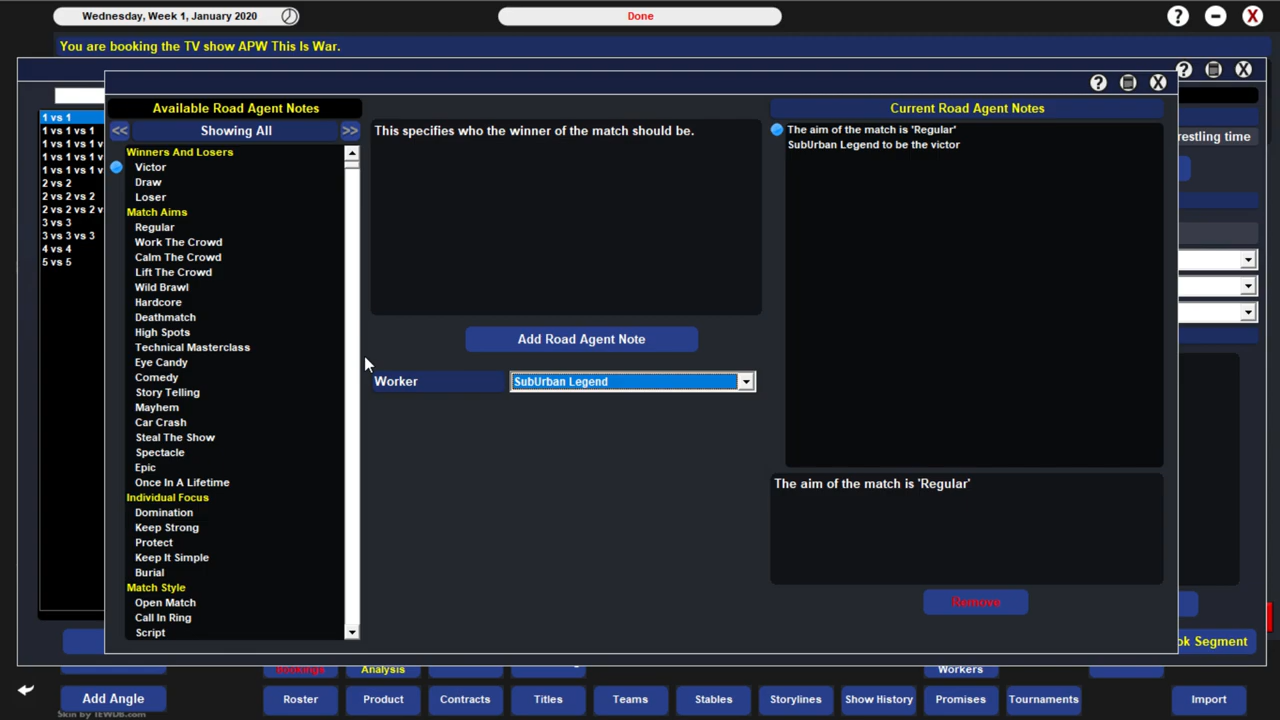 Wednesday, Week 1, January 2020
Done
?
X
You are booking the TV show APW This Is War.
Available Road Agent Notes
<<
Showing All
>>
Winners And Losers
Victor
Draw
Loser
Match Aims
Regular
Work The Crowd
Calm The Crowd
Lift The Crowd
Wild Brawl
Hardcore
Deathmatch
High Spots
Technical Masterclass
Eye Candy
Comedy
Story Telling
Mayhem
Car Crash
Steal The Show
Spectacle
Epic
Once In A Lifetime
Individual Focus
Domination
Keep Strong
Protect
Keep It Simple
Burial
Match Style
Open Match
Call In Ring
Script
1 vs 1
1 vs 1 vs 1
1 vs 1 vs 1 v
1 vs 1 vs 1 v
1 vs 1 vs 1 v
2 vs 2
2 vs 2 vs 2
2 vs 2 vs 2 v
3 vs 3
3 vs 3 vs 3
4 vs 4
5 vs 5
This specifies who the winner of the match should be.
Add Road Agent Note
Worker
SubUrban Legend
Current Road Agent Notes
The aim of the match is 'Regular'
SubUrban Legend to be the victor
The aim of the match is 'Regular'
Remove
restling time
ok Segment
Bookings
Analysis
Workers
Add Angle
Roster
Product
Contracts
Titles
Teams
Stables
Storylines
Show History
Promises
Tournaments
Import
Skin by TEWDB.com